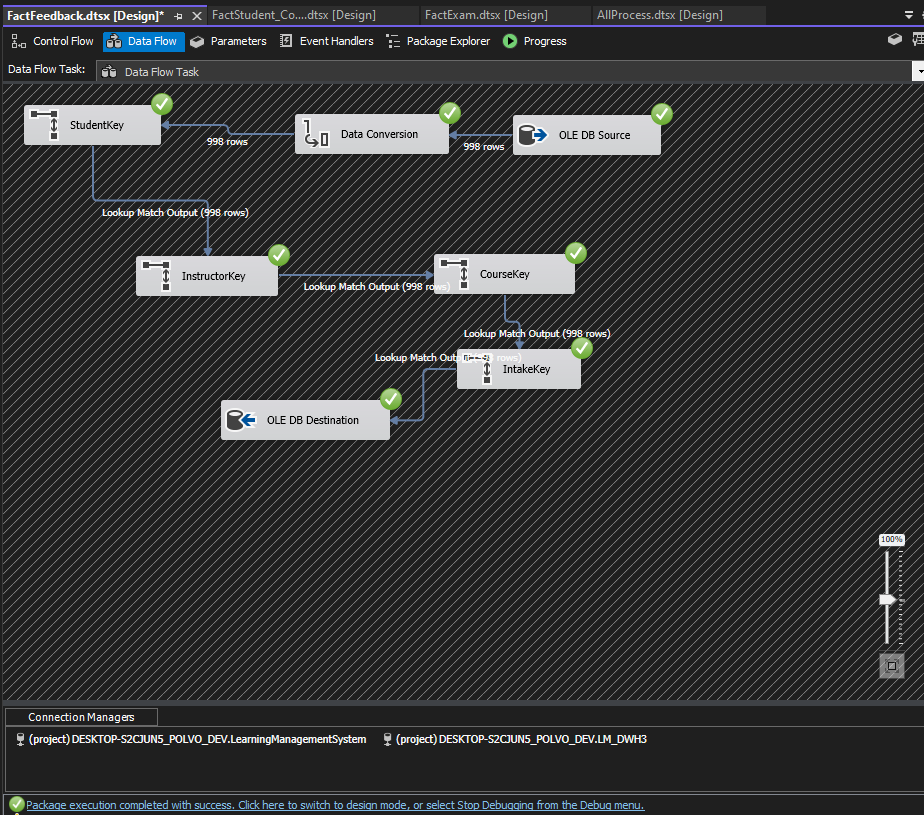 FactFeedback.dtsx [Design]*
FactStudent_Co....dtsx [Design]
FactExam.dtsx [Design]
AllProcess.dtsx [Design]
Control Flow
Data Flow
Parameters
Event Handlers
Package Explorer
Progress
Data Flow Task:
Data Flow Task
StudentKey
Data Conversion
OLE DB Source
998 rows
998 rows
Lookup Match Output (998 rows)
InstructorKey
CourseKey
Lookup Match Output (998 rows)
Lookup Match Output (998 rows)
Lookup Match Output (998 rows)
IntakeKey
OLE DB Destination
100%
Connection Managers
(project) DESKTOP-S2CJUN5_POLVO_DEV.LearningManagementSystem
(project) DESKTOP-S2CJUN5_POLVO_DEV.LM_DWH3
Package execution completed with success. Click here to switch to design mode, or select Stop Debugging from the Debug menu.